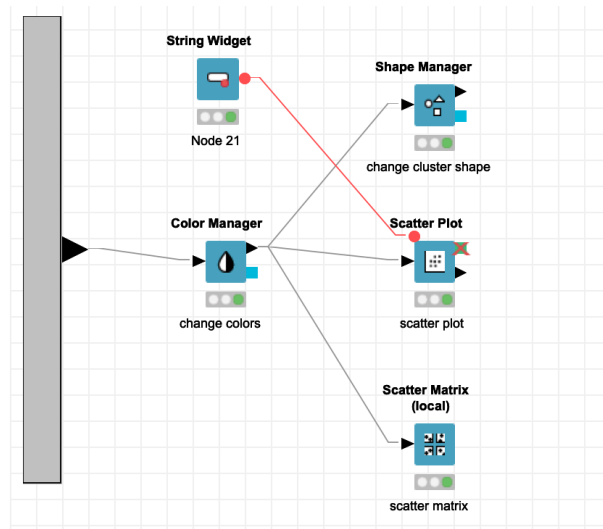 String Widget
Node 21
Shape Manager
change cluster shape
Color Manager
change colors
Scatter Plot
scatter plot
Scatter Matrix
(local)
scatter matrix